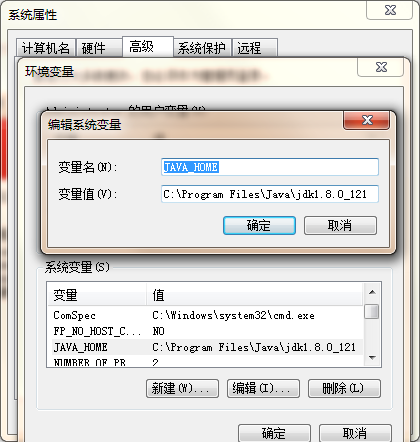 系统属性
计算机名 硬件 高级 系统保护 远程
环境变量
的用户变量(U)
编辑系统变量
变量名(N): JAVA_HOME
变量值(V): C:\Program Files\Java\jdk1.8.0_121
确定 取消
系统变量(S)
变量 值
ComSpec C:\Windows\system32\cmd.exe
FP_NO_HOST_C... NO
JAVA_HOME C:\Program Files\Java\jdk1.8.0_121
NUMBER_OF_PR 2
新建(W)... 编辑(I)... 删除(L)
确定 取消